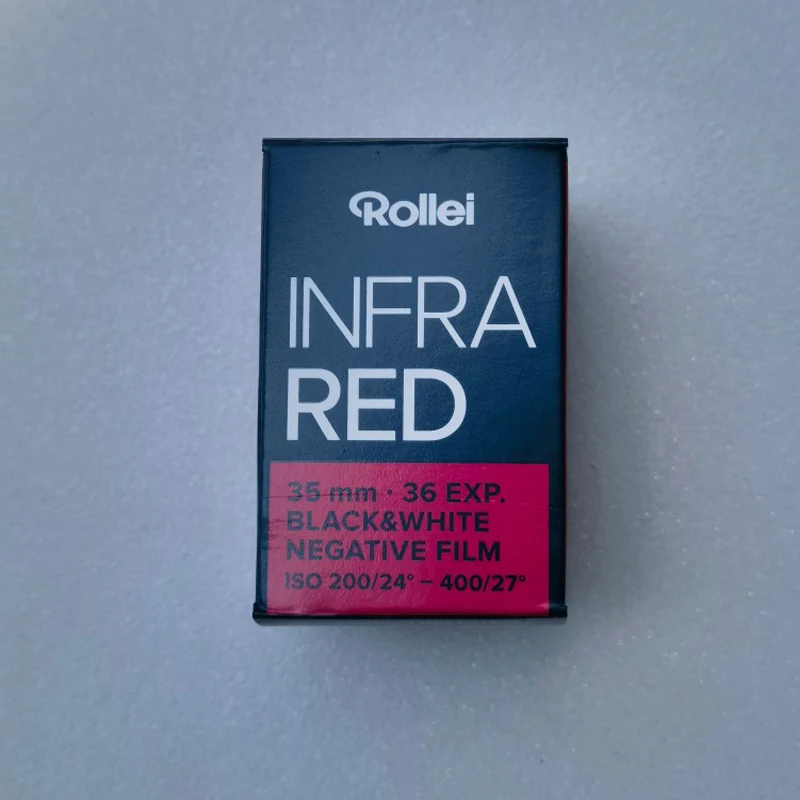 Rollei
INFRA
RED
35 mm · 36 EXP.
BLACK&WHITE
NEGATIVE FILM
ISO 200/24° – 400/27°